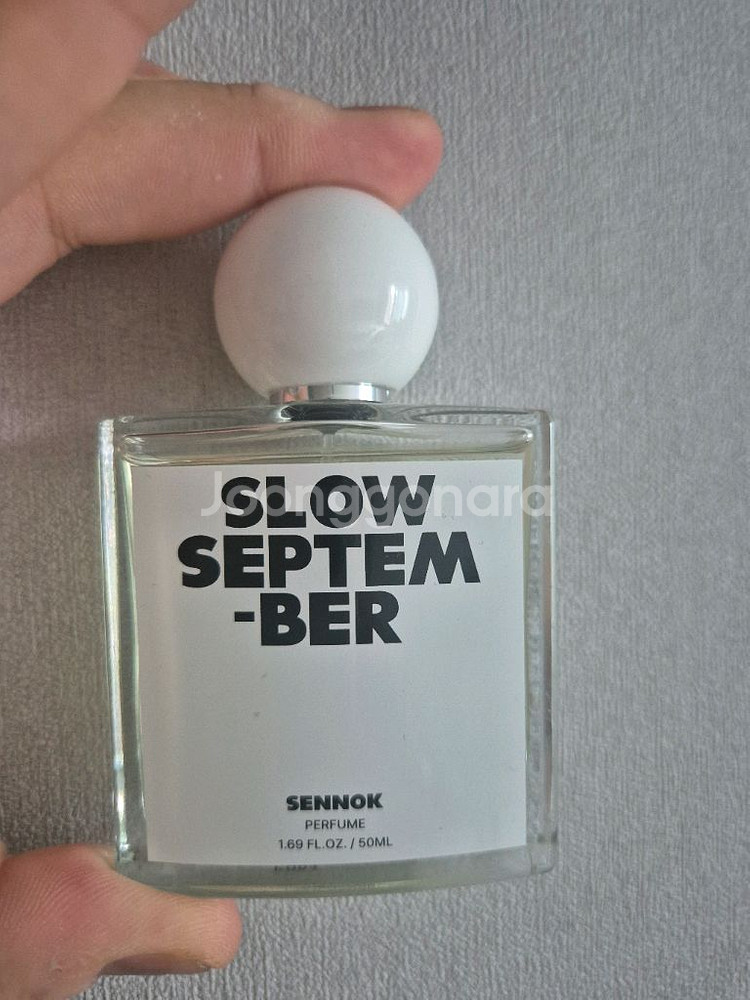 SLOW
Joonggonara
SEPTEM
-BER
SENNOK
PERFUME
1.69 FL.OZ. / 50ML